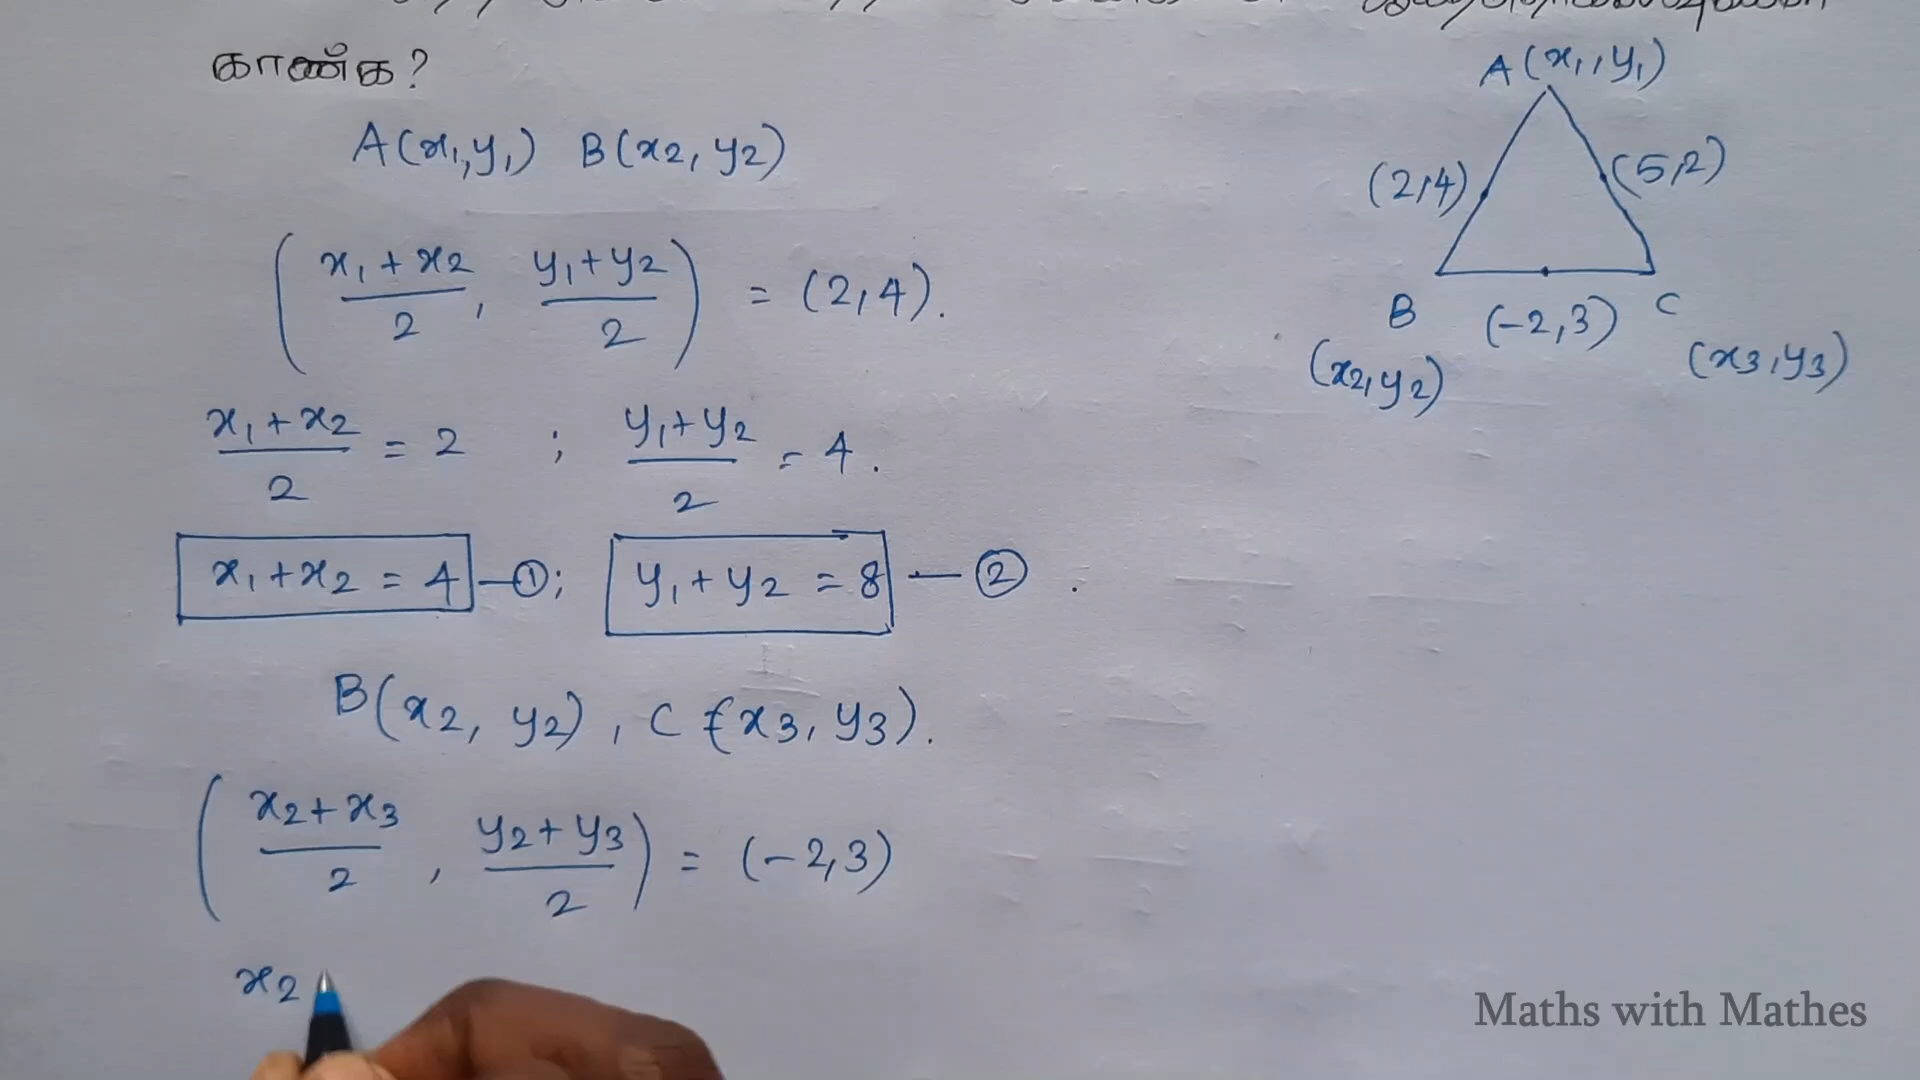 காண்க?
A(x₁,y₁) B(x2, y2)
A(x₁,y₁)
(2,4)
(5,2)
B
(-2,3)
C
(x2,y2)
(x3,y3)
(x₁+x2/2, y₁+y2/2) = (2,4).
x₁+x2/2 = 2 ; y₁+y2/2 = 4.
x₁+x2 = 4 —①; y₁+y2 = 8 — ②
B(x2, y2), C(x3, y3).
(x2+x3/2, y2+y3/2) = (-2,3)
x2
Maths with Mathes